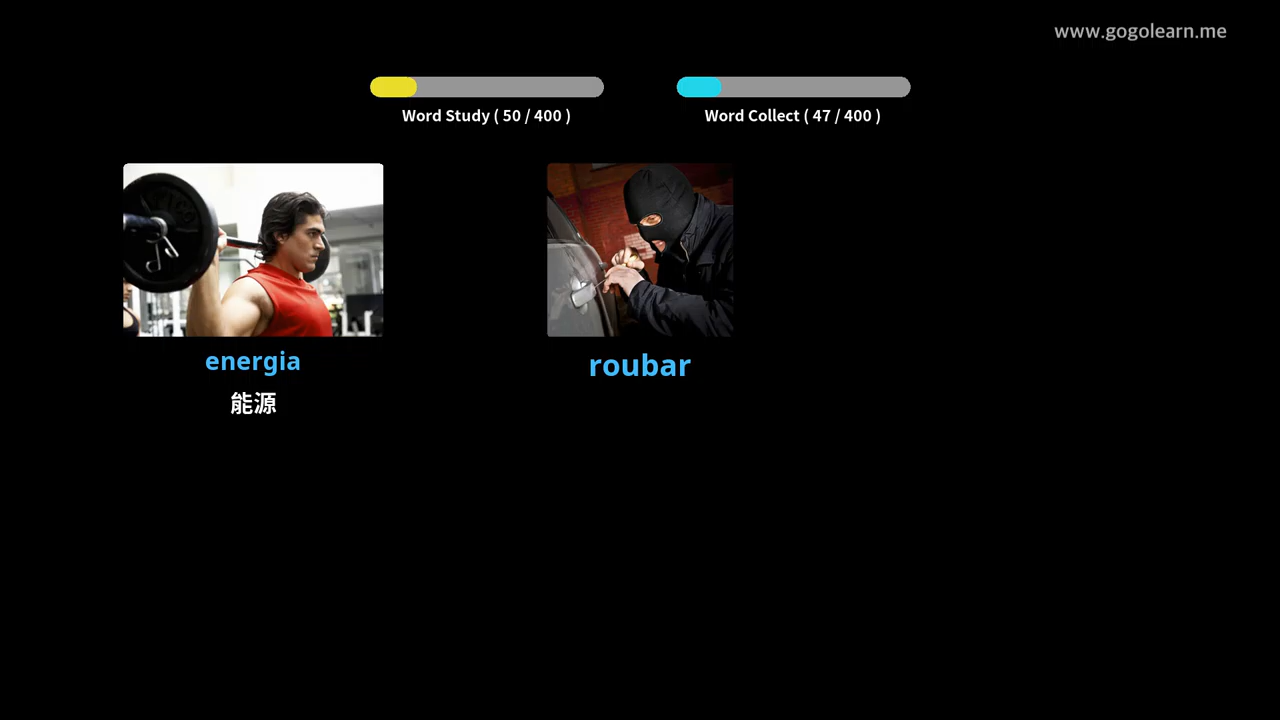 www.gogolearn.me
Word Study ( 50 / 400 )
Word Collect ( 47 / 400 )
energia
能源
roubar